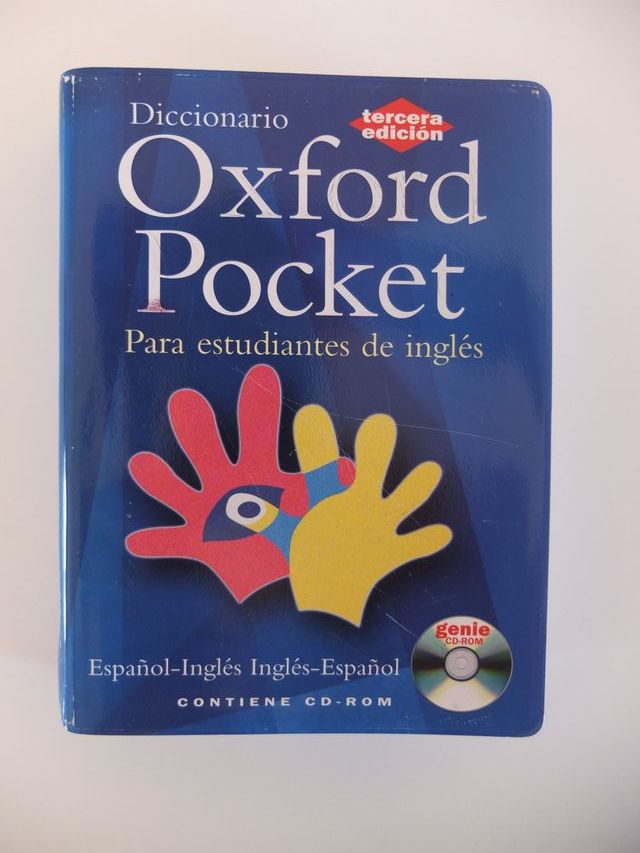 Diccionario
tercera
edición
Oxford
Pocket
Para estudiantes de inglés
genie
CD-ROM
Español-Inglés Inglés-Español
CONTIENE CD-ROM